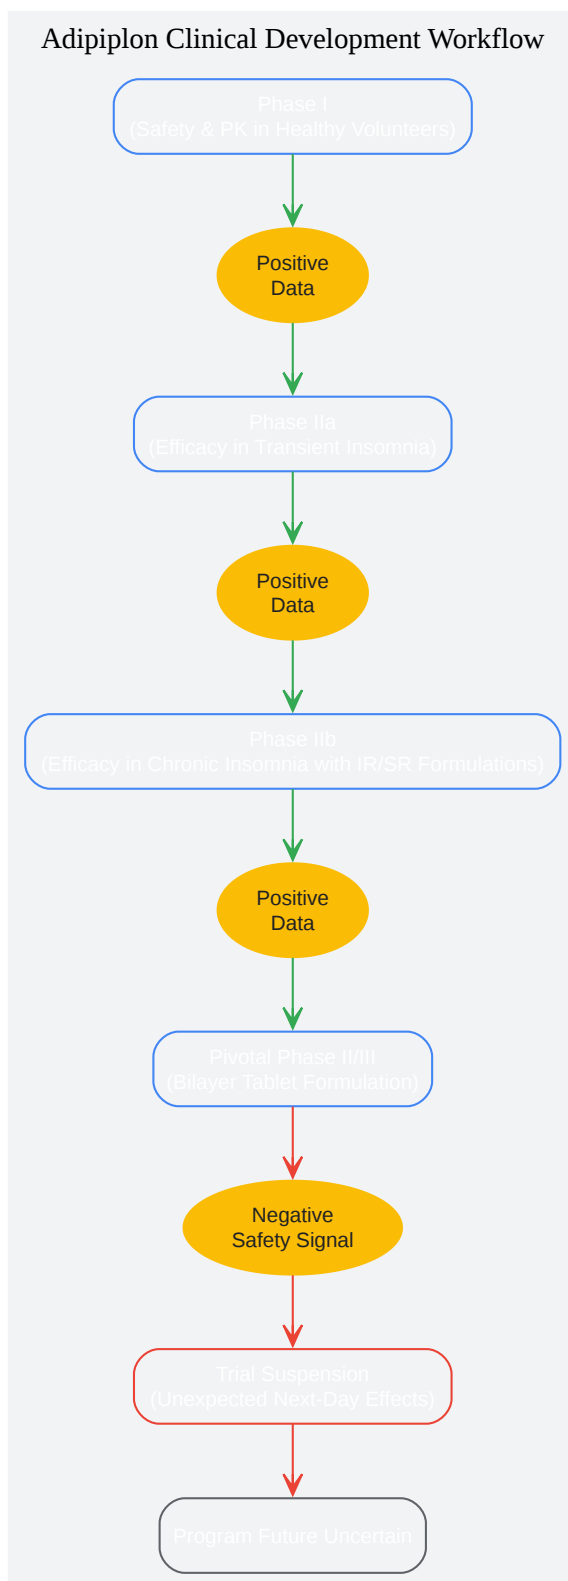 Adipiplon Clinical Development Workflow
Phase I
(Safety & PK in Healthy Volunteers)
Positive
Data
Phase IIa
(Efficacy in Transient Insomnia)
Positive
Data
Phase IIb
(Efficacy in Chronic Insomnia with IR/SR Formulations)
Positive
Data
Pivotal Phase II/III
(Bilayer Tablet Formulation)
Negative
Safety Signal
Trial Suspension
(Unexpected Next-Day Effects)
Program Future Uncertain